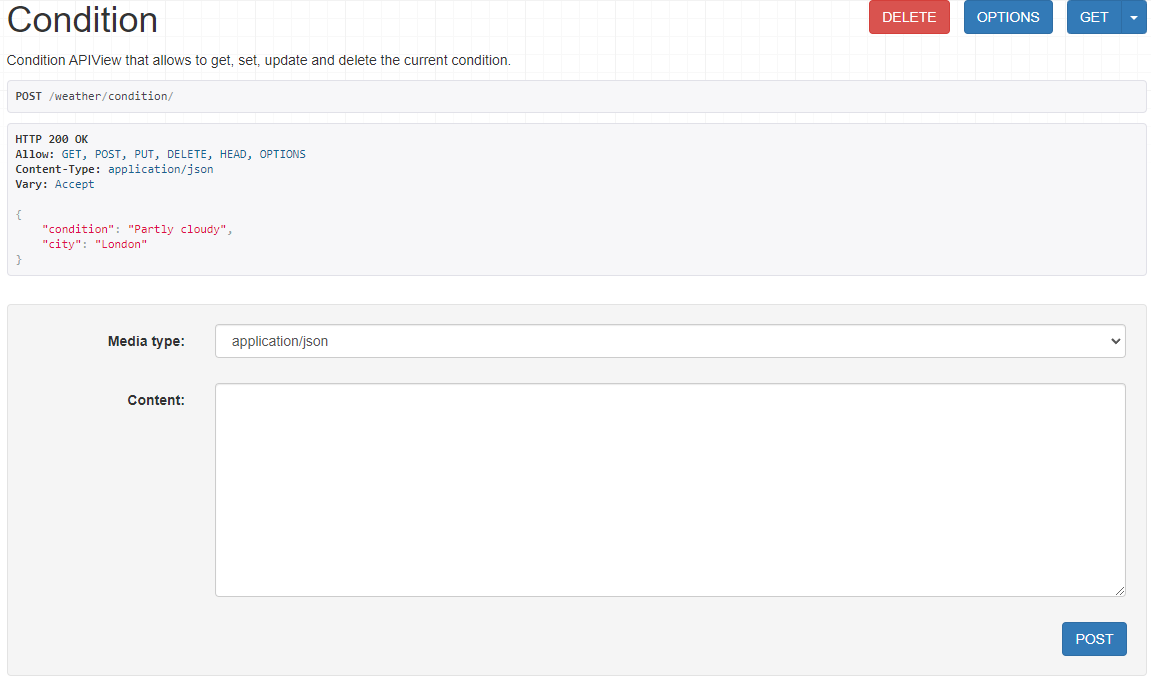 Condition
DELETE
OPTIONS
GET
Condition APIView that allows to get, set, update and delete the current condition.
POST /weather/condition/
HTTP 200 OK
Allow: GET, POST, PUT, DELETE, HEAD, OPTIONS
Content-Type: application/json
Vary: Accept
{
    "condition": "Partly cloudy",
    "city": "London"
}
Media type: application/json
Content:
POST